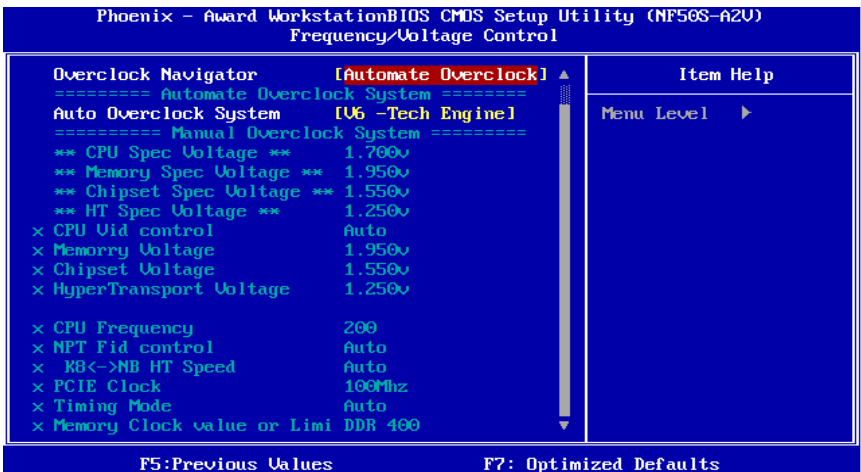 Phoenix - Award WorkstationBIOS CMOS Setup Utility (NF50S-A2V)
Frequency/Voltage Control
Overclock Navigator [Automate Overclock]
========= Automate Overclock System ========
Auto Overclock System [V6 -Tech Engine]
========== Manual Overclock System =========
** CPU Spec Voltage ** 1.700v
** Memory Spec Voltage ** 1.950v
** Chipset Spec Voltage ** 1.550v
** HT Spec Voltage ** 1.250v
x CPU Vid control Auto
x Memorry Voltage 1.950v
x Chipset Voltage 1.550v
x HyperTransport Voltage 1.250v
x CPU Frequency 200
x NPT Fid control Auto
x K8<->NB HT Speed Auto
x PCIE Clock 100Mhz
x Timing Mode Auto
x Memory Clock value or Limi DDR 400
Item Help
Menu Level
F5:Previous Values F7: Optimized Defaults